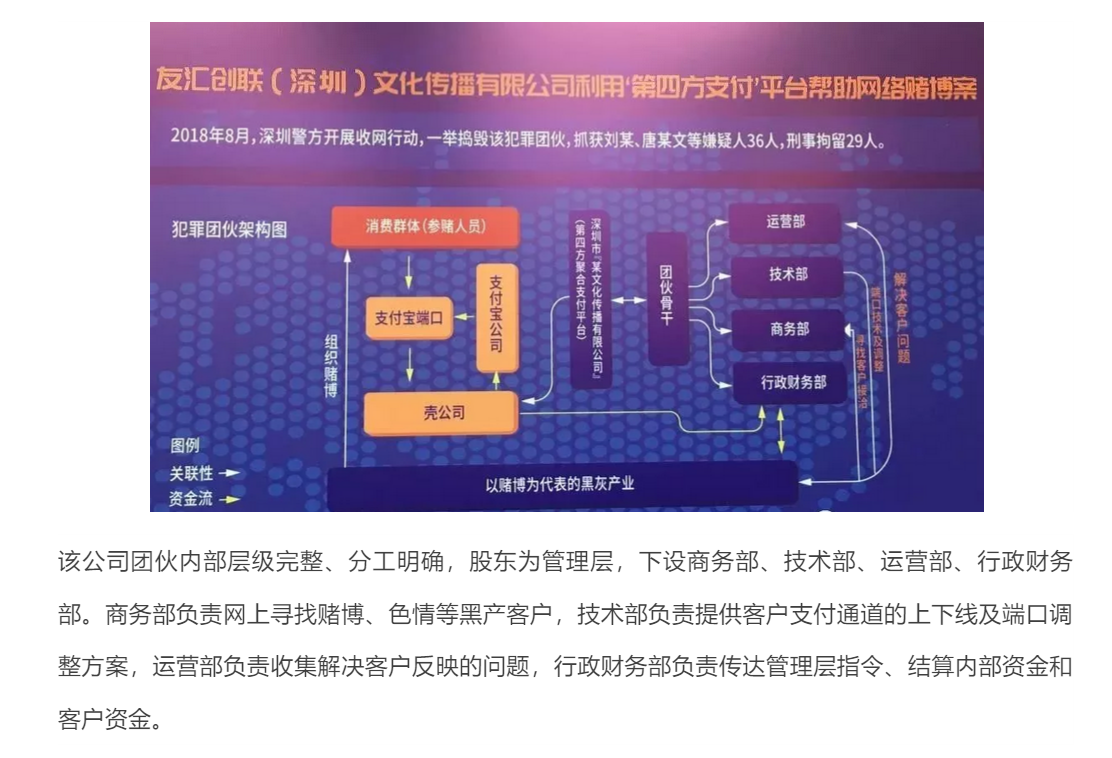 友汇创联(深圳)文化传播有限公司利用‘第四方支付’平台帮助网络赌博案
2018年8月,深圳警方开展收网行动,一举捣毁该犯罪团伙,抓获刘某、唐某文等嫌疑人36人,刑事拘留29人。
犯罪团伙架构图
消费群体(参赌人员)
支付宝端口
支付宝公司
壳公司
组织赌博
深圳市『某文化传播有限公司』
(第四方聚合支付平台)
团伙骨干
运营部
技术部
商务部
行政财务部
解决客户问题
端口技术及调整
寻找客户接洽
以赌博为代表的黑灰产业
图例
关联性
资金流
该公司团伙内部层级完整、分工明确，股东为管理层，下设商务部、技术部、运营部、行政财务
部。商务部负责网上寻找赌博、色情等黑产客户，技术部负责提供客户支付通道的上下线及端口调
整方案，运营部负责收集解决客户反映的问题，行政财务部负责传达管理层指令、结算内部资金和
客户资金。